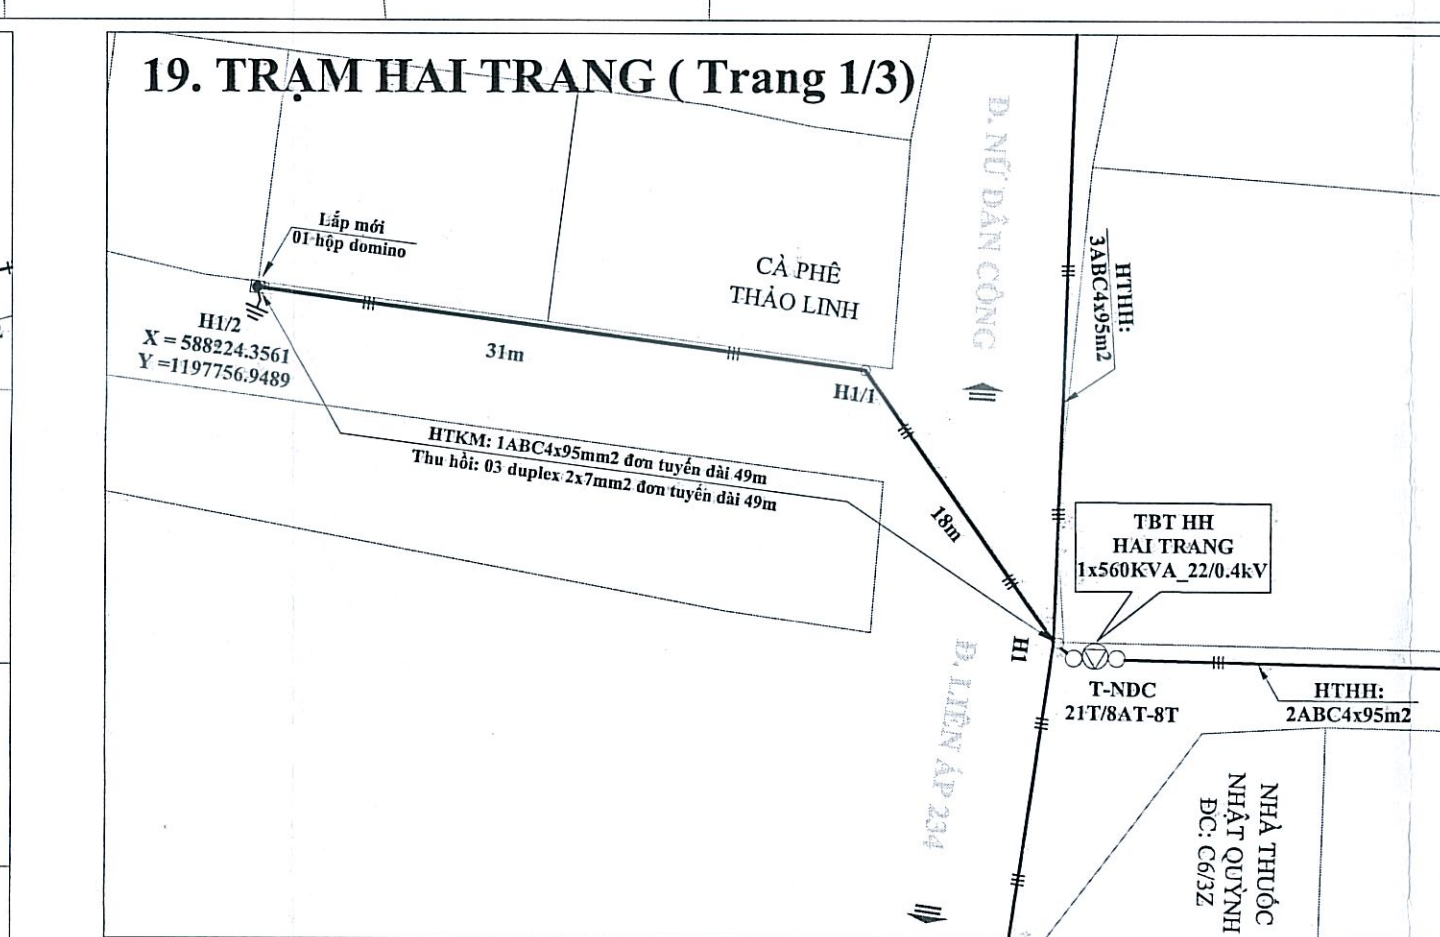 19. TRẠM HAI TRANG ( Trang 1/3)
Đ. NỮ DÂN CÔNG
Lắp mới
01 hộp domino
CÀ PHÊ
THẢO LINH
HTHH:
3ABC4x95m2
H1/2
X = 588224.3561
Y =1197756.9489
31m
H1/1
HTKM: 1ABC4x95mm2 đơn tuyến dài 49m
Thu hồi: 03 duplex 2x7mm2 đơn tuyến dài 49m
18m
TBT HH
HAI TRANG
1x560KVA_22/0.4kV
H1
T-NDC
21T/8AT-8T
HTHH:
2ABC4x95m2
Đ. LIÊN ÁP 234
NHÀ THUỐC
NHẬT QUỲNH
ĐC: C6/3Z